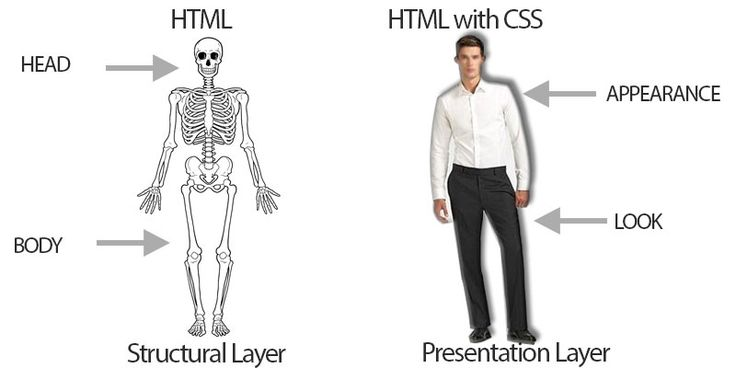 HTML
HTML with CSS
HEAD
APPEARANCE
BODY
LOOK
Structural Layer
Presentation Layer